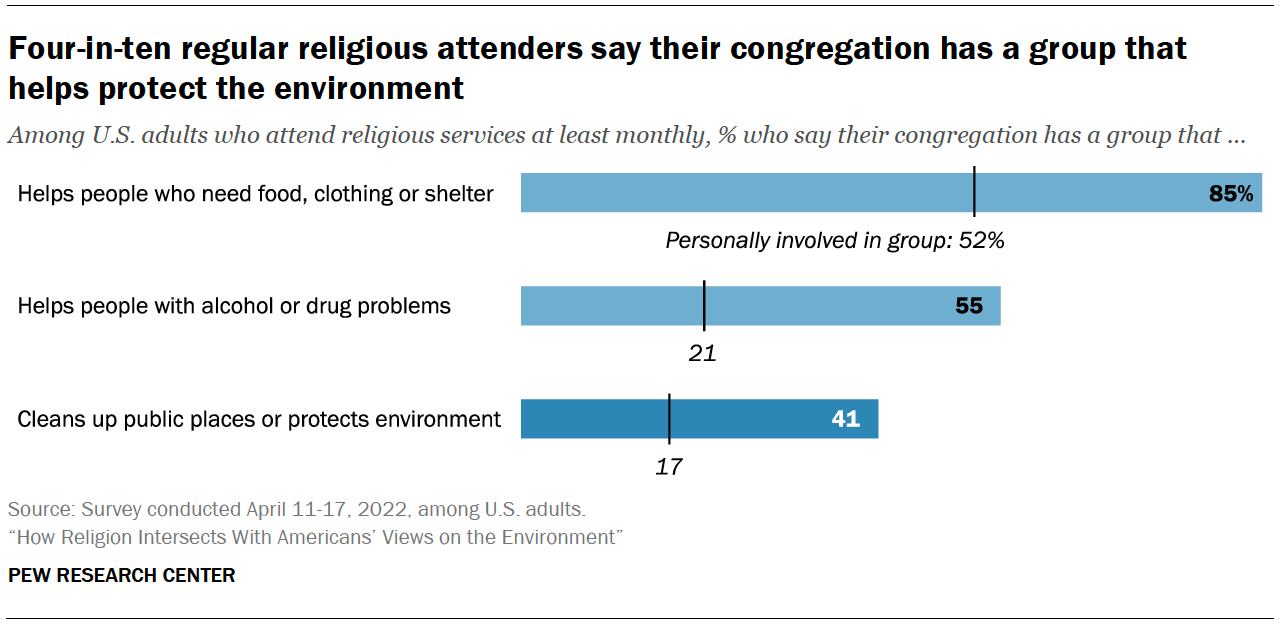 Four-in-ten regular religious attenders say their congregation has a group that
helps protect the environment
Among U.S. adults who attend religious services at least monthly, % who say their congregation has a group that ...
Helps people who need food, clothing or shelter
85%
Personally involved in group: 52%
Helps people with alcohol or drug problems
55
21
Cleans up public places or protects environment
41
17
Source: Survey conducted April 11-17, 2022, among U.S. adults.
“How Religion Intersects With Americans’ Views on the Environment”
PEW RESEARCH CENTER